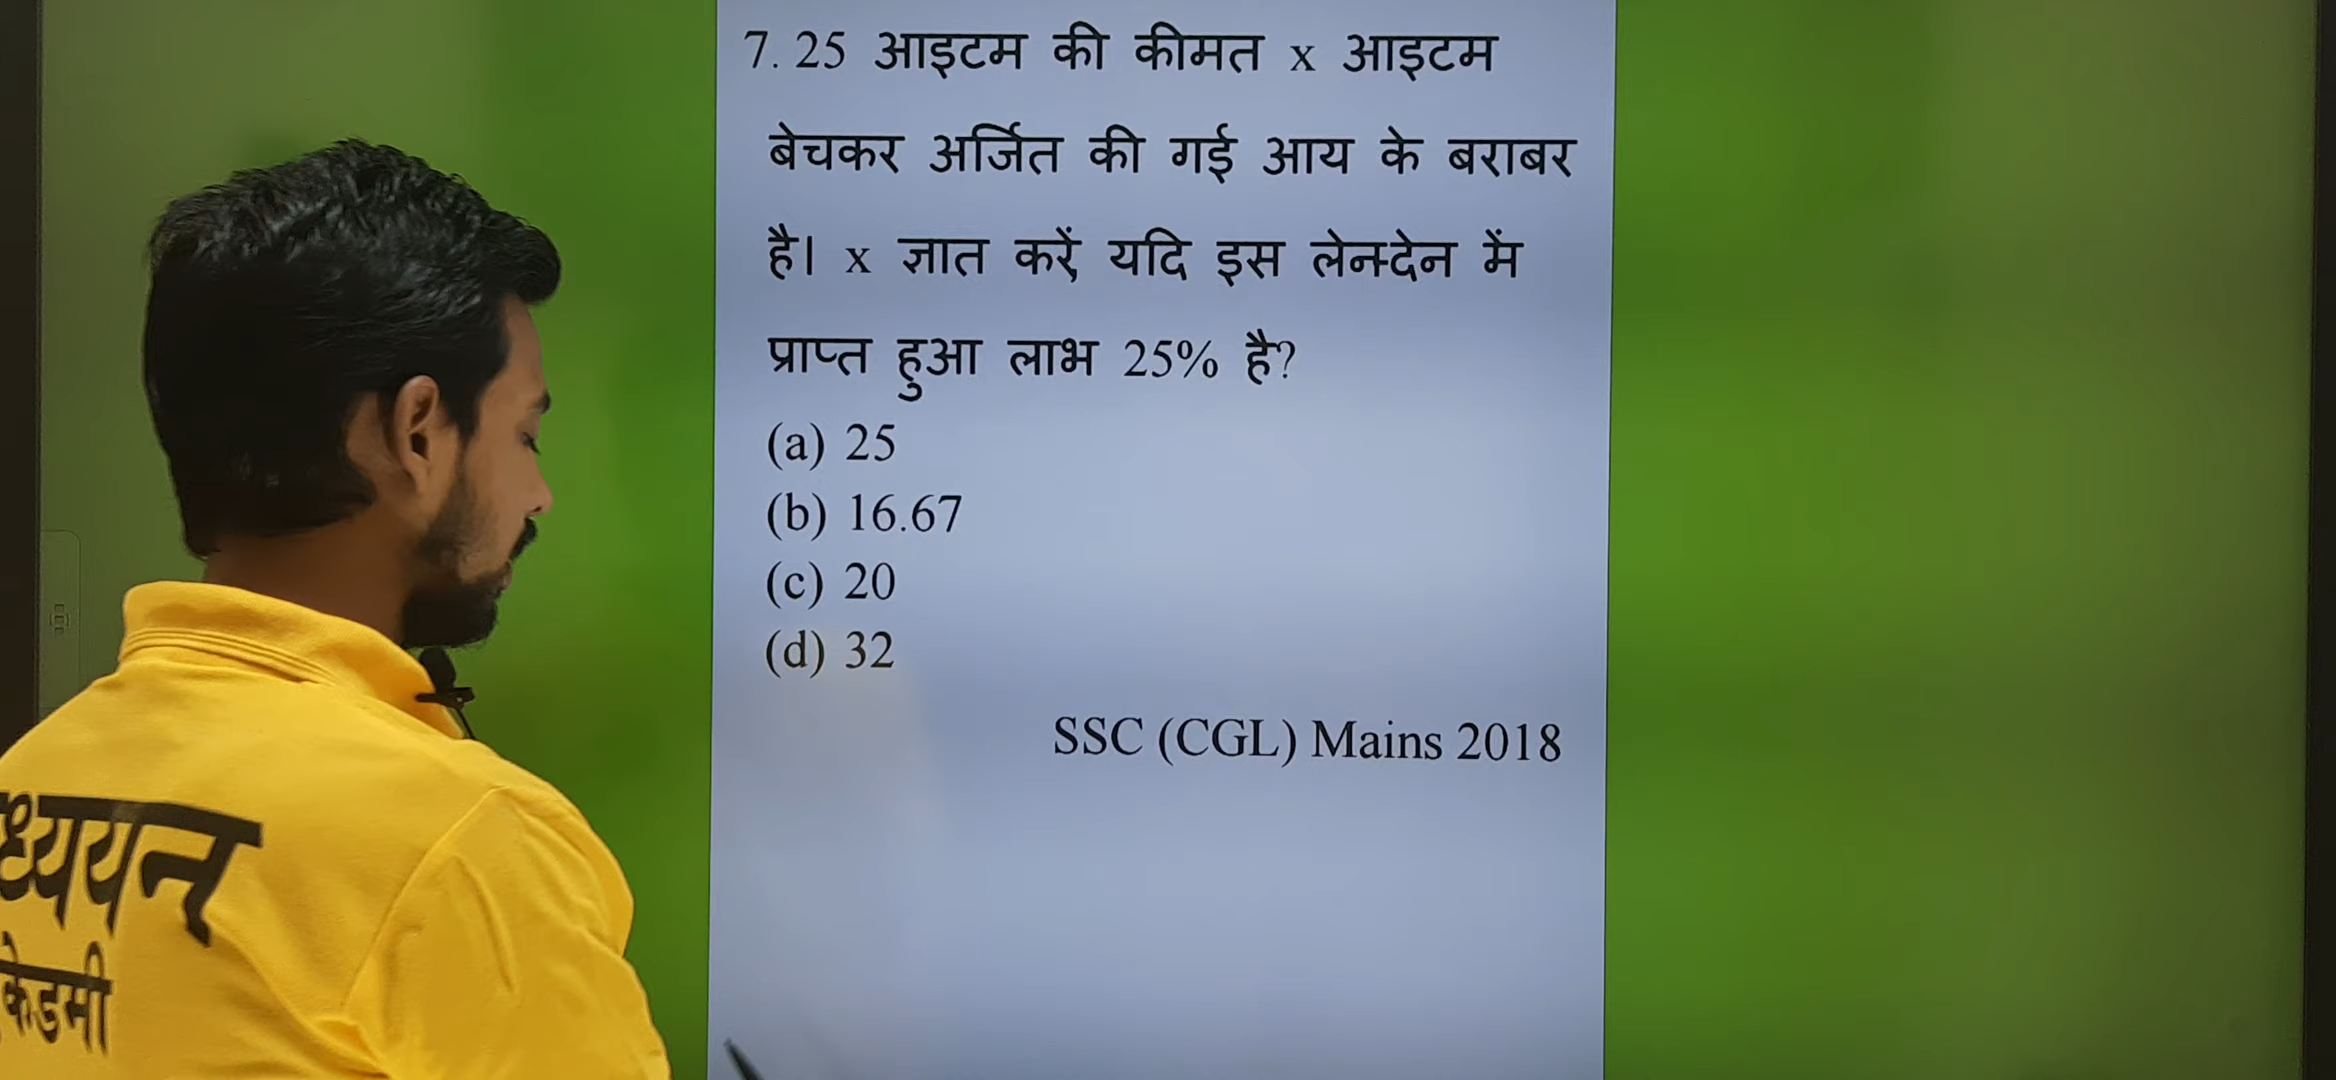 7. 25 आइटम की कीमत x आइटम
बेचकर अर्जित की गई आय के बराबर
है। x ज्ञात करें यदि इस लेन-देन में
प्राप्त हुआ लाभ 25% है?
(a) 25
(b) 16.67
(c) 20
(d) 32
SSC (CGL) Mains 2018
ध्ययन
केडमी